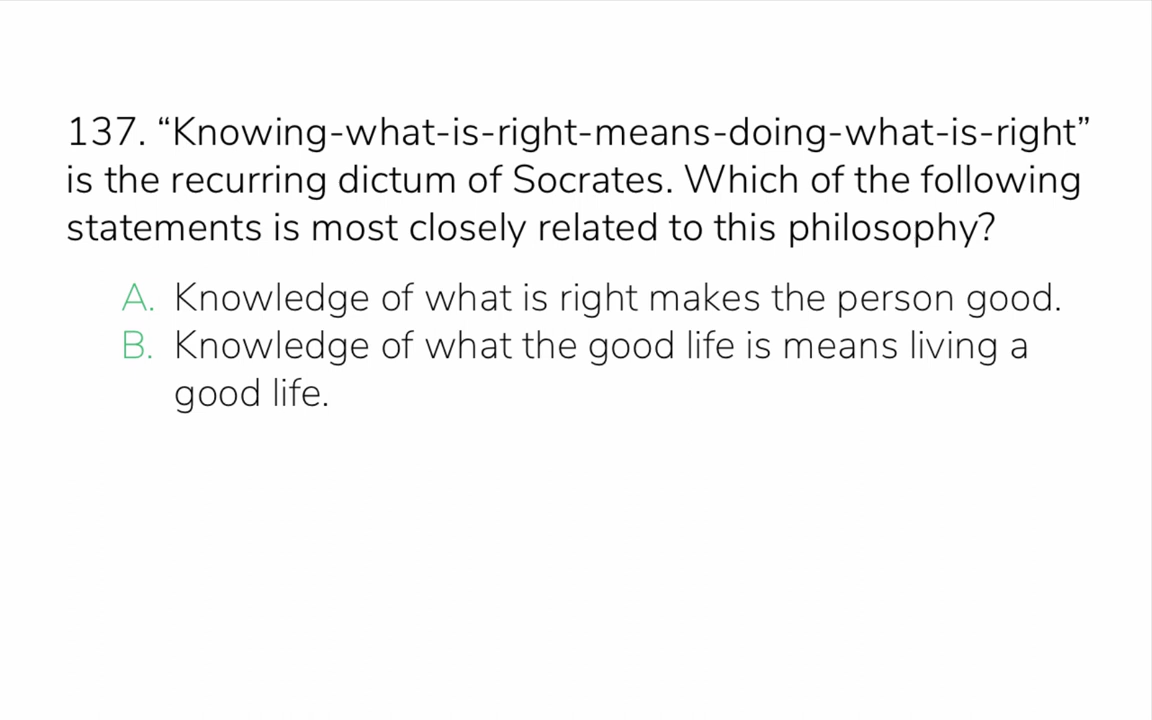 137. “Knowing-what-is-right-means-doing-what-is-right”
is the recurring dictum of Socrates. Which of the following
statements is most closely related to this philosophy?
A. Knowledge of what is right makes the person good.
B. Knowledge of what the good life is means living a
good life.